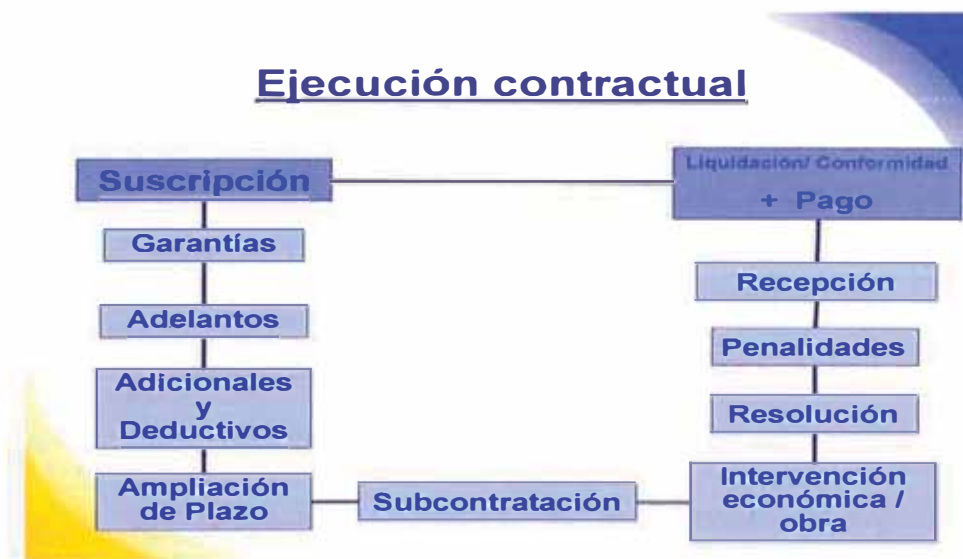 Ejecución contractual
Suscripción
Garantías
Adelantos
Adicionales
y
Deductivos
Ampliación
de Plazo
Subcontratación
Intervención
económica /
obra
Resolución
Penalidades
Recepción
Liquidación/ Conformidad
+ Pago